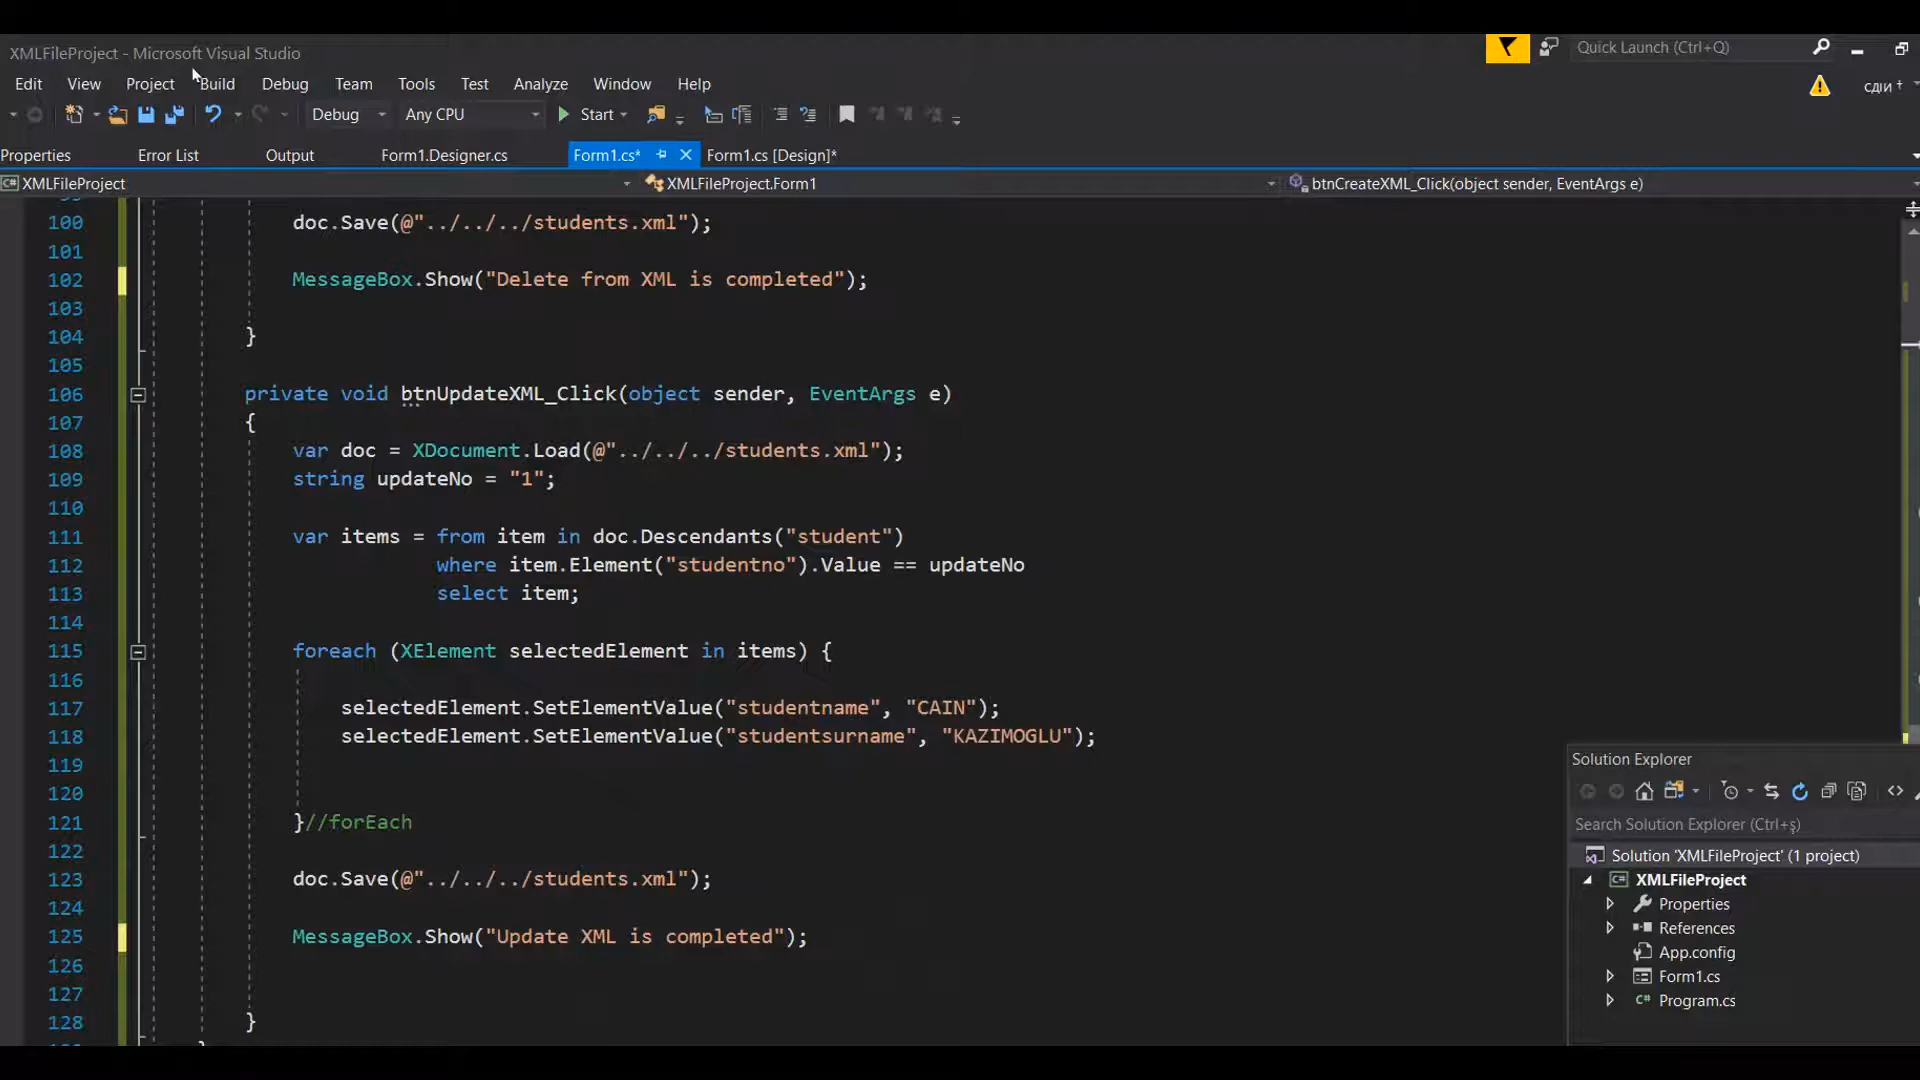 XMLFileProject - Microsoft Visual Studio
Quick Launch (Ctrl+Q)
Edit View Project Build Debug Team Tools Test Analyze Window Help
Debug Any CPU Start
Properties Error List Output Form1.Designer.cs Form1.cs* Form1.cs [Design]*
XMLFileProject XMLFileProject.Form1 btnCreateXML_Click(object sender, EventArgs e)
100 doc.Save(@"../../../students.xml");
101
102 MessageBox.Show("Delete from XML is completed");
103
104 }
105
106 private void btnUpdateXML_Click(object sender, EventArgs e)
107 {
108 var doc = XDocument.Load(@"../../../students.xml");
109 string updateNo = "1";
110
111 var items = from item in doc.Descendants("student")
112 where item.Element("studentno").Value == updateNo
113 select item;
114
115 foreach (XElement selectedElement in items) {
116
117 selectedElement.SetElementValue("studentname", "CAIN");
118 selectedElement.SetElementValue("studentsurname", "KAZIMOGLU");
119
120
121 }//forEach
122
123 doc.Save(@"../../../students.xml");
124
125 MessageBox.Show("Update XML is completed");
126
127
128 }
Solution Explorer
Search Solution Explorer (Ctrl+ş)
Solution 'XMLFileProject' (1 project)
XMLFileProject
Properties
References
App.config
Form1.cs
Program.cs